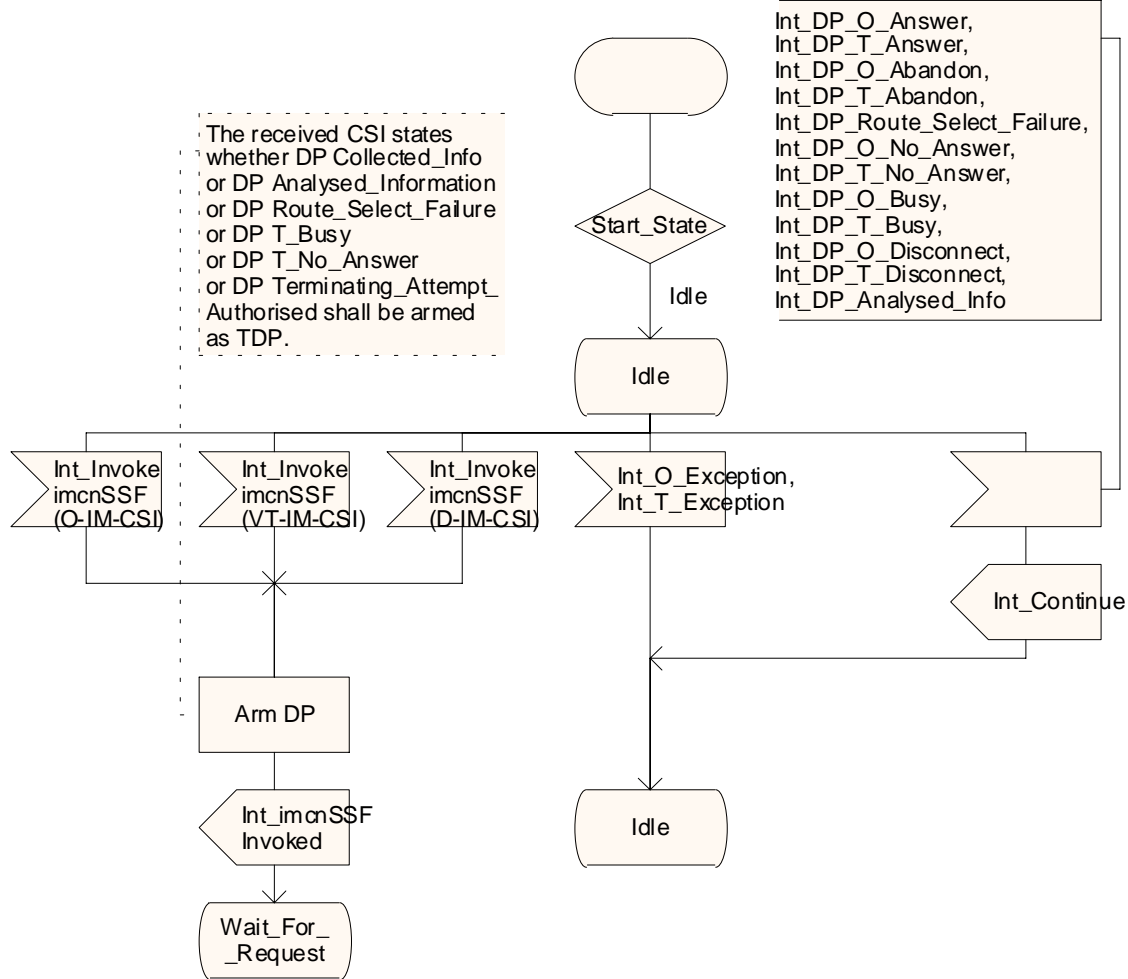 Int_DP_O_Answer,
Int_DP_T_Answer,
Int_DP_O_Abandon,
Int_DP_T_Abandon,
Int_DP_Route_Select_Failure,
Int_DP_O_No_Answer,
Int_DP_T_No_Answer,
Int_DP_O_Busy,
Int_DP_T_Busy,
Int_DP_O_Disconnect,
Int_DP_T_Disconnect,
Int_DP_Analysed_Info
The received CSI states
whether DP Collected_Info
or DP Analysed_Information
or DP Route_Select_Failure
or DP T_Busy
or DP T_No_Answer
or DP Terminating_Attempt_
Authorised shall be armed
as TDP.
Start_State
Idle
Idle
Int_Invoke
imcnSSF
(O-IM-CSI)
Int_Invoke
imcnSSF
(VT-IM-CSI)
Int_Invoke
imcnSSF
(D-IM-CSI)
Int_O_Exception,
Int_T_Exception
Int_Continue
Arm DP
Int_imcnSSF
Invoked
Idle
Wait_For_
_Request